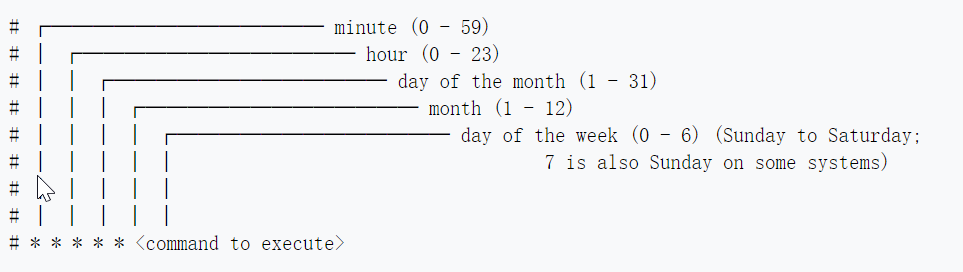 # ┌───────────── minute (0 - 59)
# │ ┌───────────── hour (0 - 23)
# │ │ ┌───────────── day of the month (1 - 31)
# │ │ │ ┌───────────── month (1 - 12)
# │ │ │ │ ┌───────────── day of the week (0 - 6) (Sunday to Saturday;
# │ │ │ │ │ 7 is also Sunday on some systems)
# │ │ │ │ │
# │ │ │ │ │
# * * * * * <command to execute>